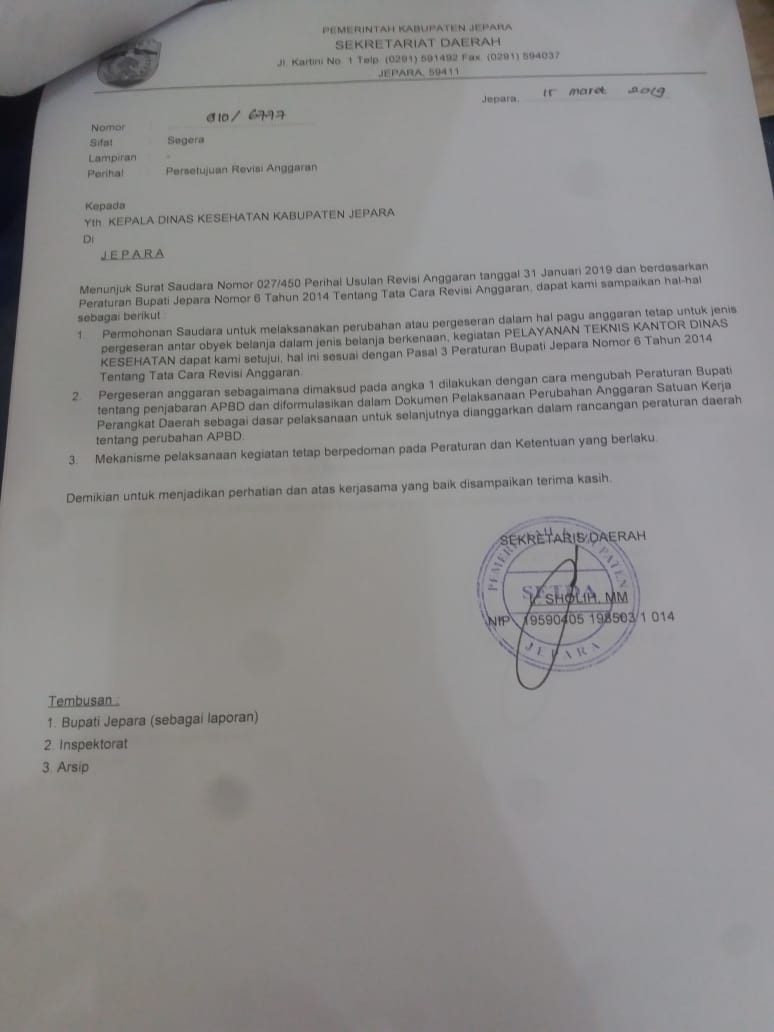 PEMERINTAH KABUPATEN JEPARA
SEKRETARIAT DAERAH
Jl. Kartini No. 1 Telp. (0291) 591492 Fax. (0291) 594037
JEPARA, 59411
Jepara, 15 maret 2019
Nomor : 910/ 6777
Sifat : Segera
Lampiran : -
Perihal : Persetujuan Revisi Anggaran
Kepada
Yth. KEPALA DINAS KESEHATAN KABUPATEN JEPARA
Di
JEPARA
Menunjuk Surat Saudara Nomor 027/450 Perihal Usulan Revisi Anggaran tanggal 31 Januari 2019 dan berdasarkan
Peraturan Bupati Jepara Nomor 6 Tahun 2014 Tentang Tata Cara Revisi Anggaran, dapat kami sampaikan hal-hal
sebagai berikut :
1. Permohonan Saudara untuk melaksanakan perubahan atau pergeseran dalam hal pagu anggaran tetap untuk jenis
pergeseran antar obyek belanja dalam jenis belanja berkenaan, kegiatan PELAYANAN TEKNIS KANTOR DINAS
KESEHATAN dapat kami setujui, hal ini sesuai dengan Pasal 3 Peraturan Bupati Jepara Nomor 6 Tahun 2014
Tentang Tata Cara Revisi Anggaran.
2. Pergeseran anggaran sebagaimana dimaksud pada angka 1 dilakukan dengan cara mengubah Peraturan Bupati
tentang penjabaran APBD dan diformulasikan dalam Dokumen Pelaksanaan Perubahan Anggaran Satuan Kerja
Perangkat Daerah sebagai dasar pelaksanaan untuk selanjutnya dianggarkan dalam rancangan peraturan daerah
tentang perubahan APBD.
3. Mekanisme pelaksanaan kegiatan tetap berpedoman pada Peraturan dan Ketentuan yang berlaku.
Demikian untuk menjadikan perhatian dan atas kerjasama yang baik disampaikan terima kasih.
SEKRETARIS DAERAH
SETDA
SHOLIH, MM
NIP. 19590405 198503 1 014
JEPARA
Tembusan :
1. Bupati Jepara (sebagai laporan)
2. Inspektorat
3. Arsip